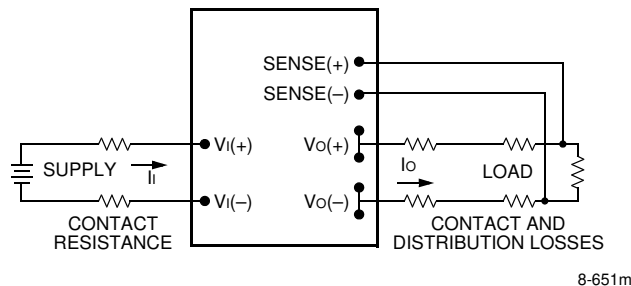 SENSE(+)
SENSE(–)
VI(+)
VO(+)
SUPPLY
II
IO
LOAD
VI(–)
VO(–)
CONTACT
RESISTANCE
CONTACT AND
DISTRIBUTION LOSSES
8-651m